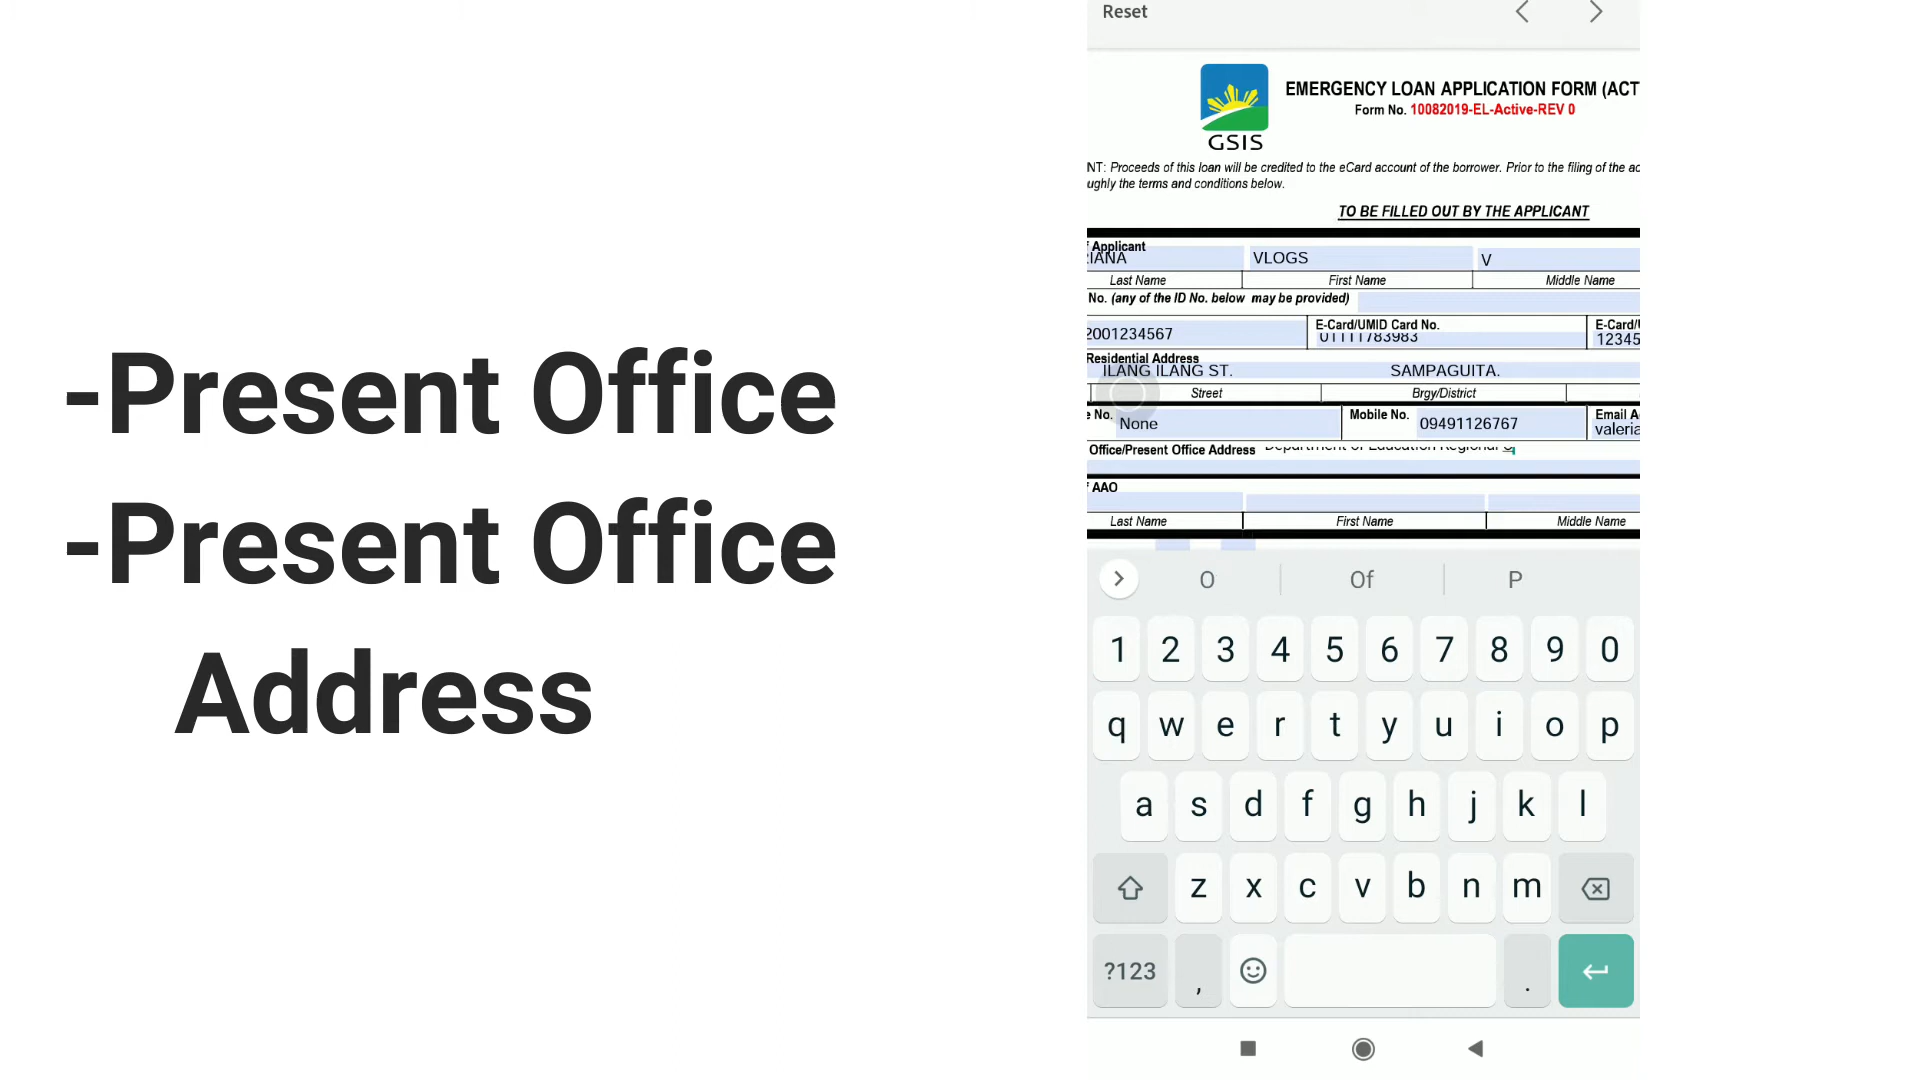 -Present Office
-Present Office
Address
Reset
EMERGENCY LOAN APPLICATION FORM (ACT
Form No. 10082019-EL-Active-REV 0
GSIS
NT: Proceeds of this loan will be credited to the eCard account of the borrower. Prior to the filing of the ac
ughly the terms and conditions below.
TO BE FILLED OUT BY THE APPLICANT
f Applicant
RIANA VLOGS V
Last Name First Name Middle Name
No. (any of the ID No. below may be provided)
2001234567 E-Card/UMID Card No. 01111783983 E-Card/U 12345
Residential Address
ILANG ILANG ST. SAMPAGUITA.
Street Brgy/District
e No. None Mobile No. 09491126767 Email A valeria
Office/Present Office Address Department of Education Regional O
f AAO
Last Name First Name Middle Name
O Of P
1 2 3 4 5 6 7 8 9 0
q w e r t y u i o p
a s d f g h j k l
z x c v b n m
?123 , .